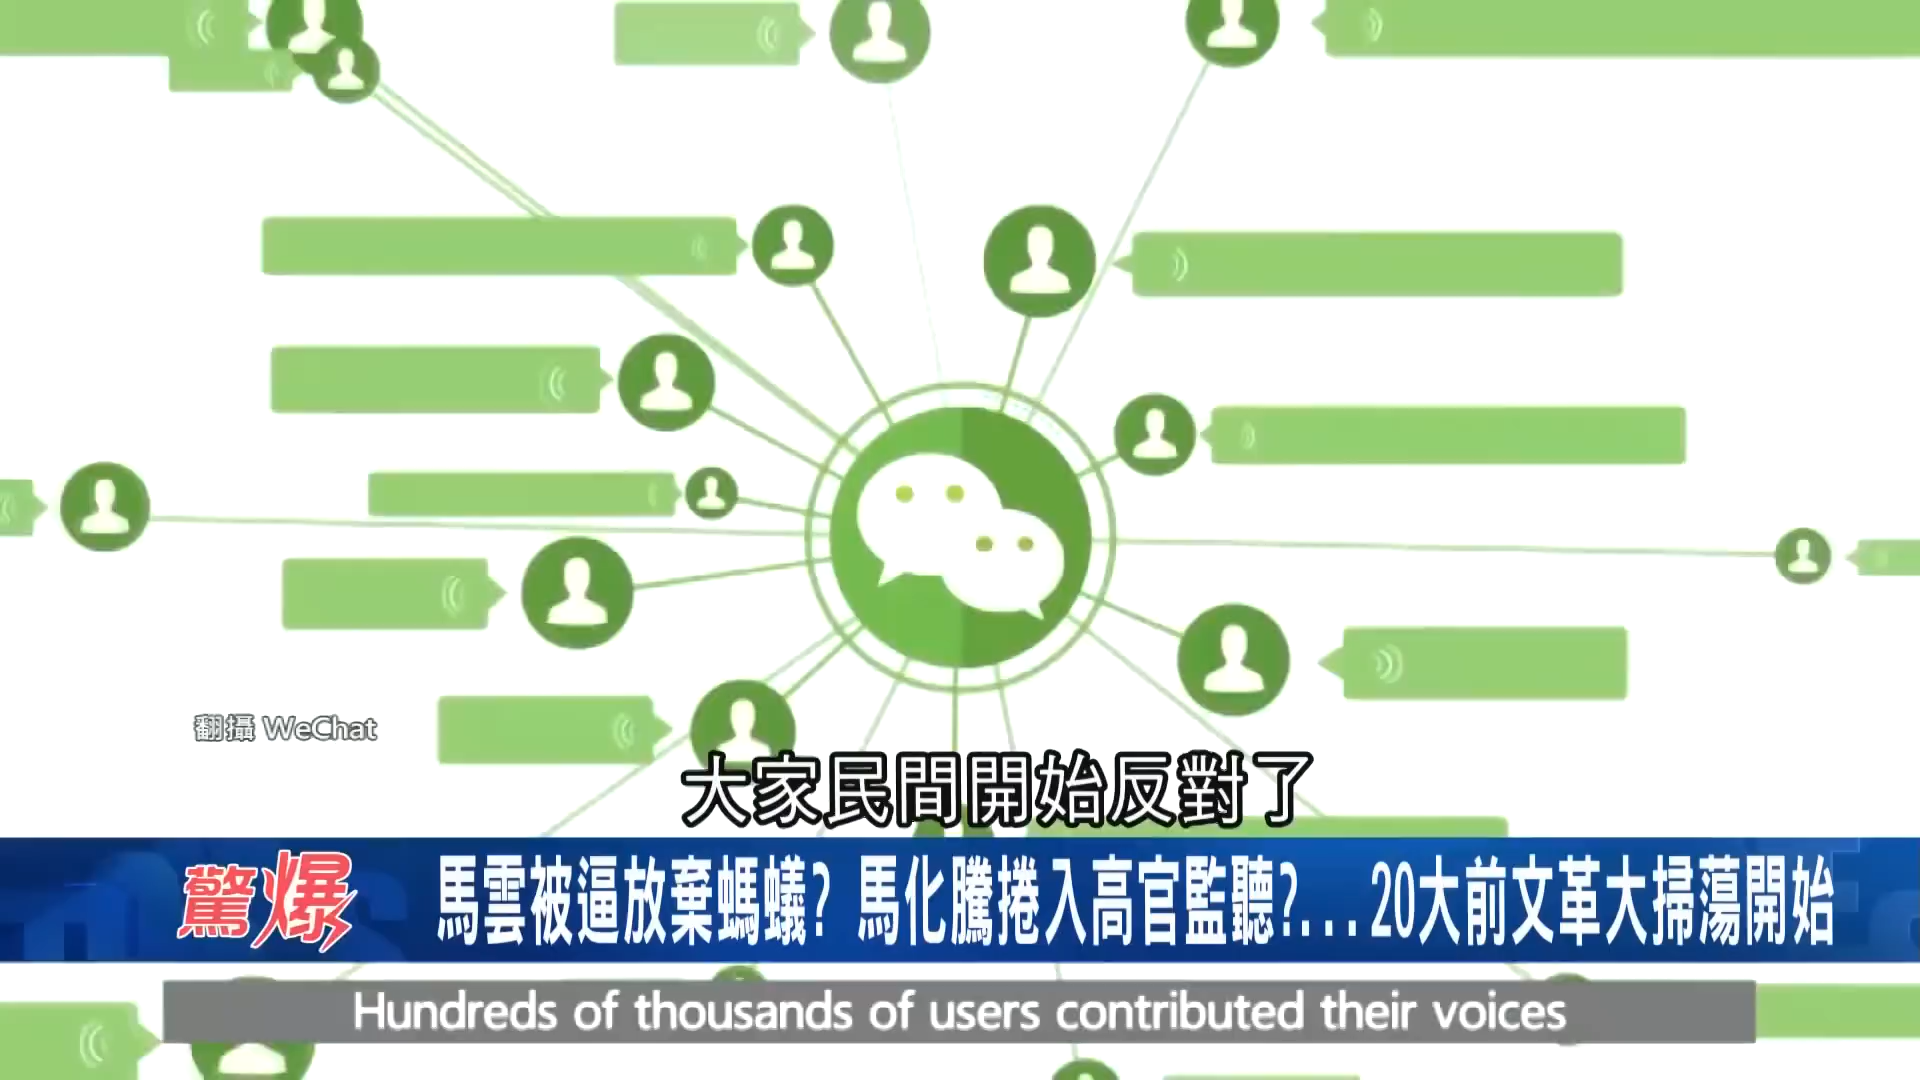 翻攝 WeChat
大家民間開始反對了
驚爆
馬雲被逼放棄螞蟻? 馬化騰捲入高官監聽?...20大前文革大掃蕩開始
Hundreds of thousands of users contributed their voices